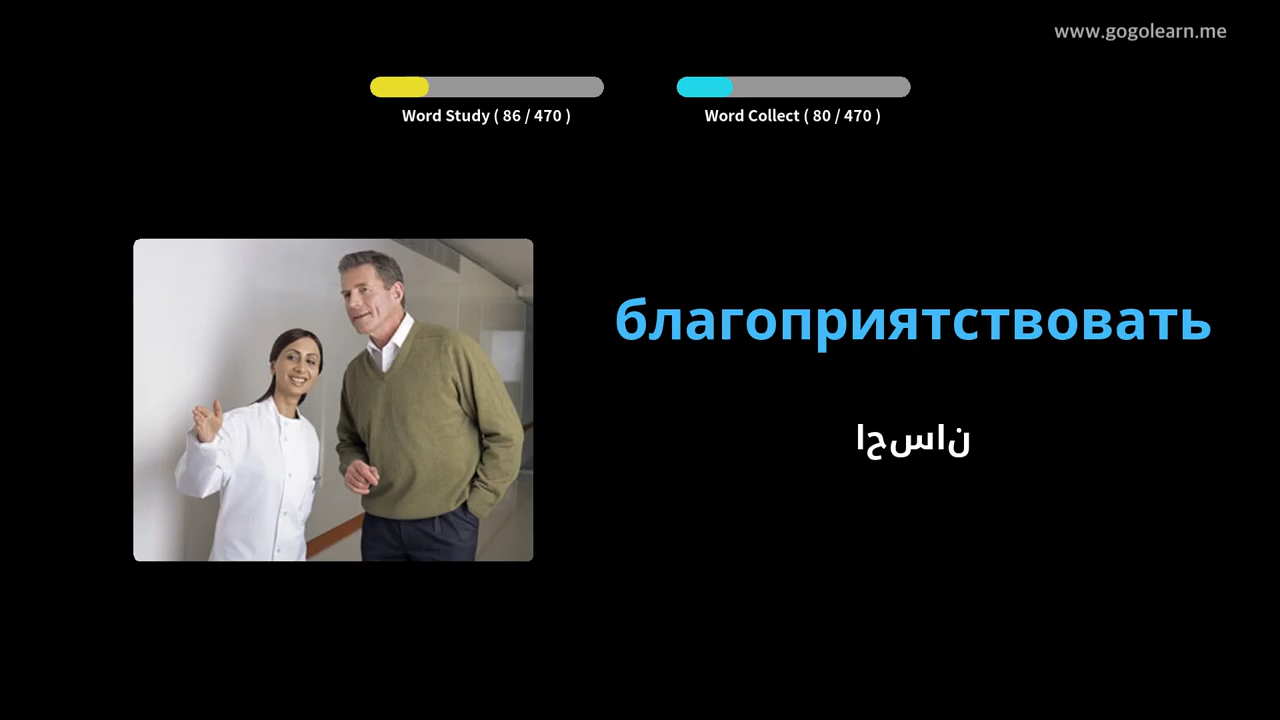 www.gogolearn.me
Word Study ( 86 / 470 )
Word Collect ( 80 / 470 )
благоприятствовать
احسان